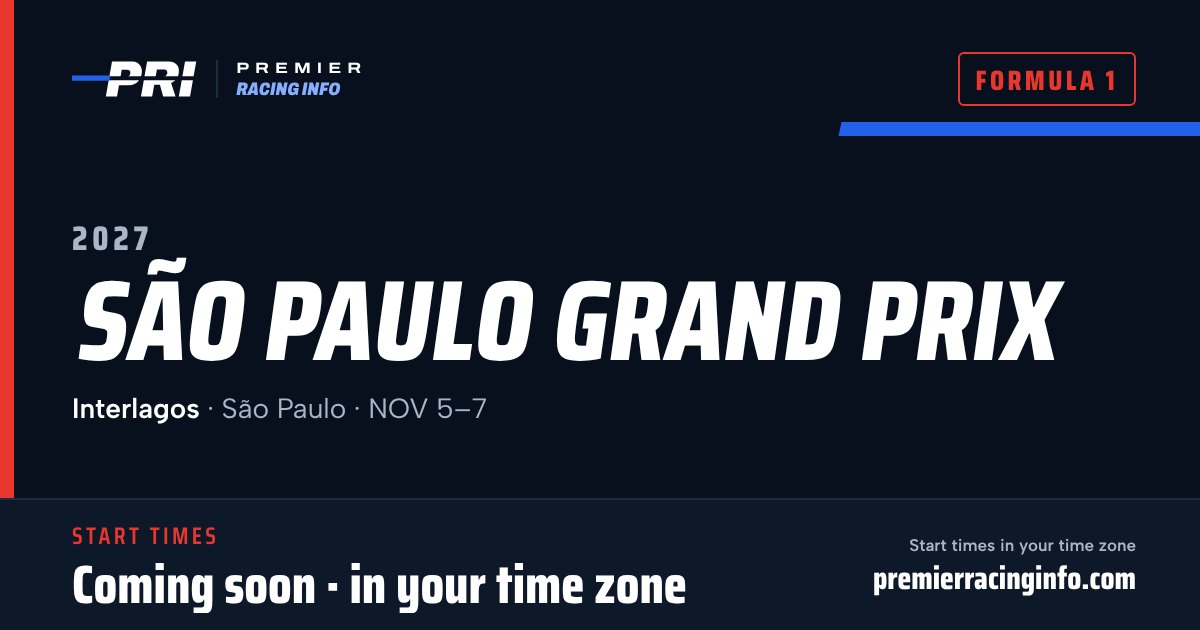 PRI
PREMIER
RACING INFO
FORMULA 1
2027
SÃO PAULO GRAND PRIX
Interlagos · São Paulo · NOV 5–7
START TIMES
Coming soon · in your time zone
Start times in your time zone
premierracinginfo.com